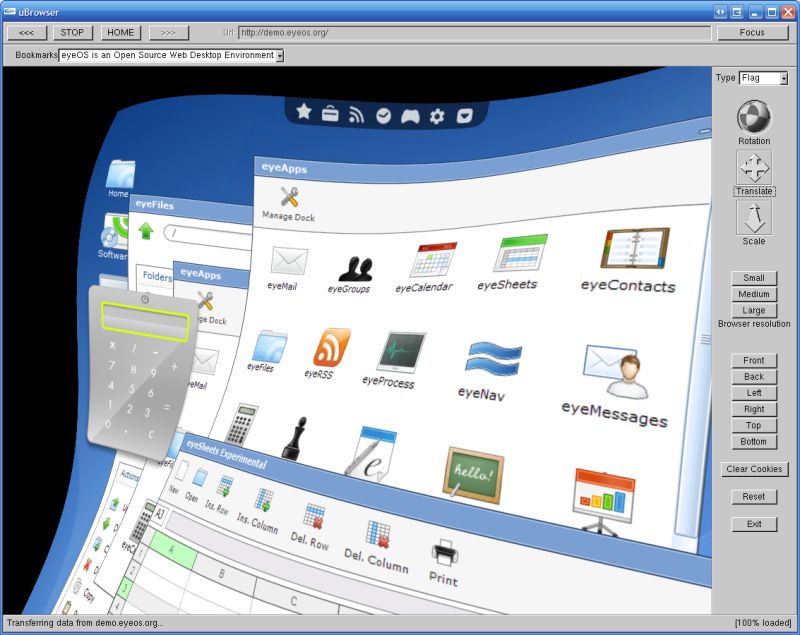 uBrowser
<<< STOP HOME >>> Url: http://demo.eyeos.org/ Focus
Bookmarks eyeOS is an Open Source Web Desktop Environment
Type Flag
Rotation
Translate
Scale
Small
Medium
Large
Browser resolution
Front
Back
Left
Right
Top
Bottom
Clear Cookies
Reset
Exit
Home
Software
eyeFiles
/
Folders
eyeApps
eyeApps
Manage Dock
eyeMail
eyeGroups
eyeCalendar
eyeSheets
eyeContacts
eyeFiles
eyeRSS
eyeProcess
eyeNav
eyeMessages
hello!
x / - +
7 8 9
4 5 6 =
1 2 3
0 . C
eyeSheets Experimental
New
Open
Ins. Row
Ins. Column
Del. Row
Del. Column
Print
A3
A
B
C
1
2
3
Actions
Copy
Transferring data from demo.eyeos.org... [100% loaded]